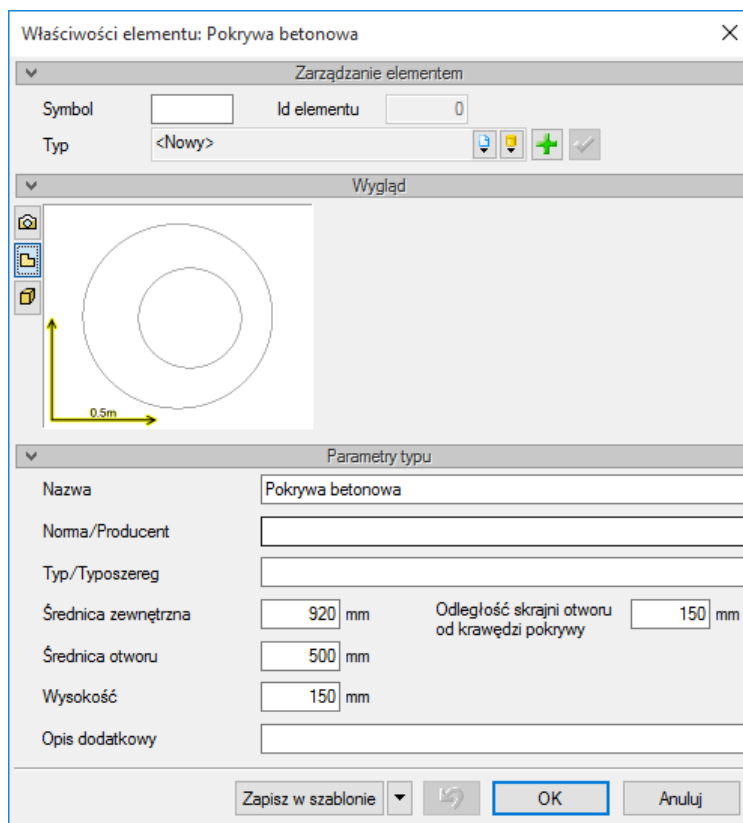 Właściwości elementu: Pokrywa betonowa
Zarządzanie elementem
Symbol Id elementu 0
Typ <Nowy>
Wygląd
0.5m
Parametry typu
Nazwa Pokrywa betonowa
Norma/Producent
Typ/Typoszereg
Średnica zewnętrzna 920 mm Odległość skrajni otworu 150 mm
od krawędzi pokrywy
Średnica otworu 500 mm
Wysokość 150 mm
Opis dodatkowy
Zapisz w szablonie OK Anuluj